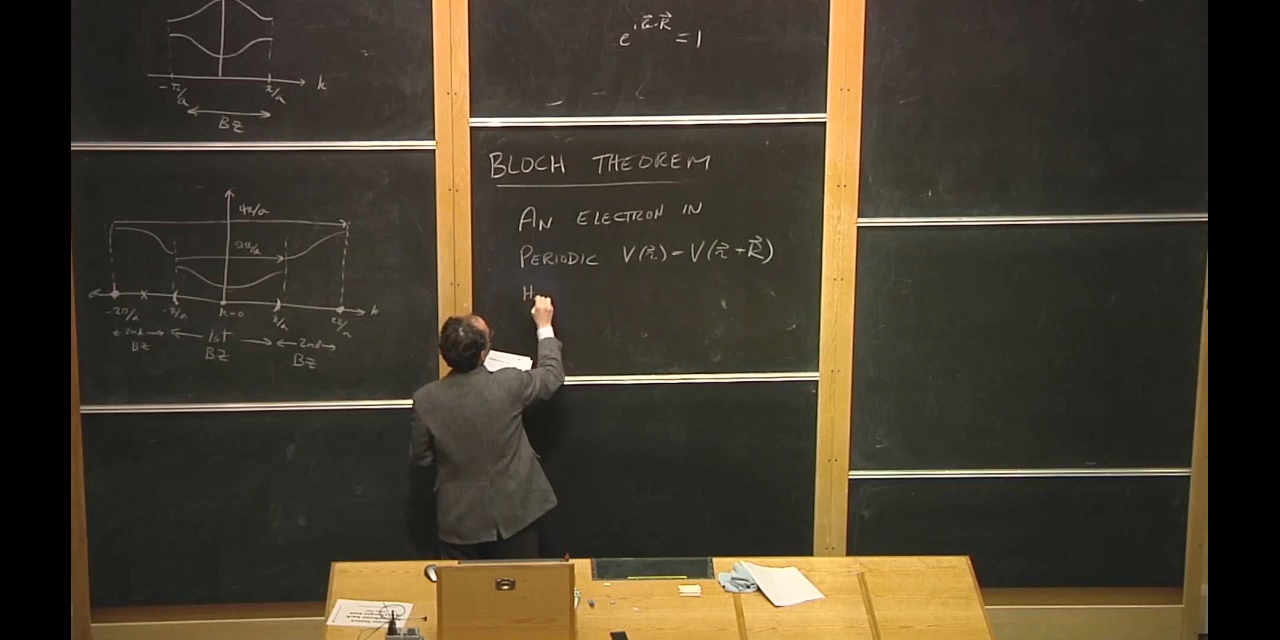 k
-π/a
π/a
BZ
4π/a
2π/a
-2π/a
-π/a
k=0
π/a
2π/a
k
2nd
BZ
1st
BZ
2nd
BZ
e^{i\vec{G}·\vec{R}} = 1
BLOCH THEOREM
AN ELECTRON IN
PERIODIC V(\vec{r}) = V(\vec{r} + \vec{R})
H